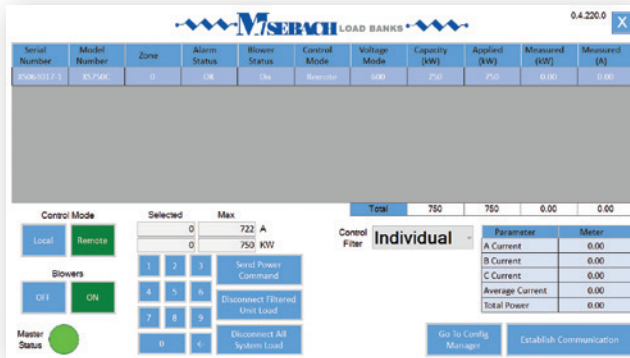 0.4.220.0
X
MOSEBACH LOAD BANKS
Serial Number Model Number Zone Alarm Status Blower Status Control Mode Voltage Mode Capacity (kW) Applied (kW) Measured (kW) Measured (A)
XS064017-1 XS750C 0 OK On Remote 600 750 750 0.00 0.00
Total 750 750 0.00 0.00
Control Mode
Local Remote
Blowers
OFF ON
Master Status
Selected Max
0 722 A
0 750 KW
1 2 3
4 5 6
7 8 9
0 <-
Send Power Command
Disconnect Filtered Unit Load
Disconnect All System Load
Control Filter Individual
Parameter Meter
A Current 0.00
B Current 0.00
C Current 0.00
Average Current 0.00
Total Power 0.00
Go To Config Manager
Establish Communication